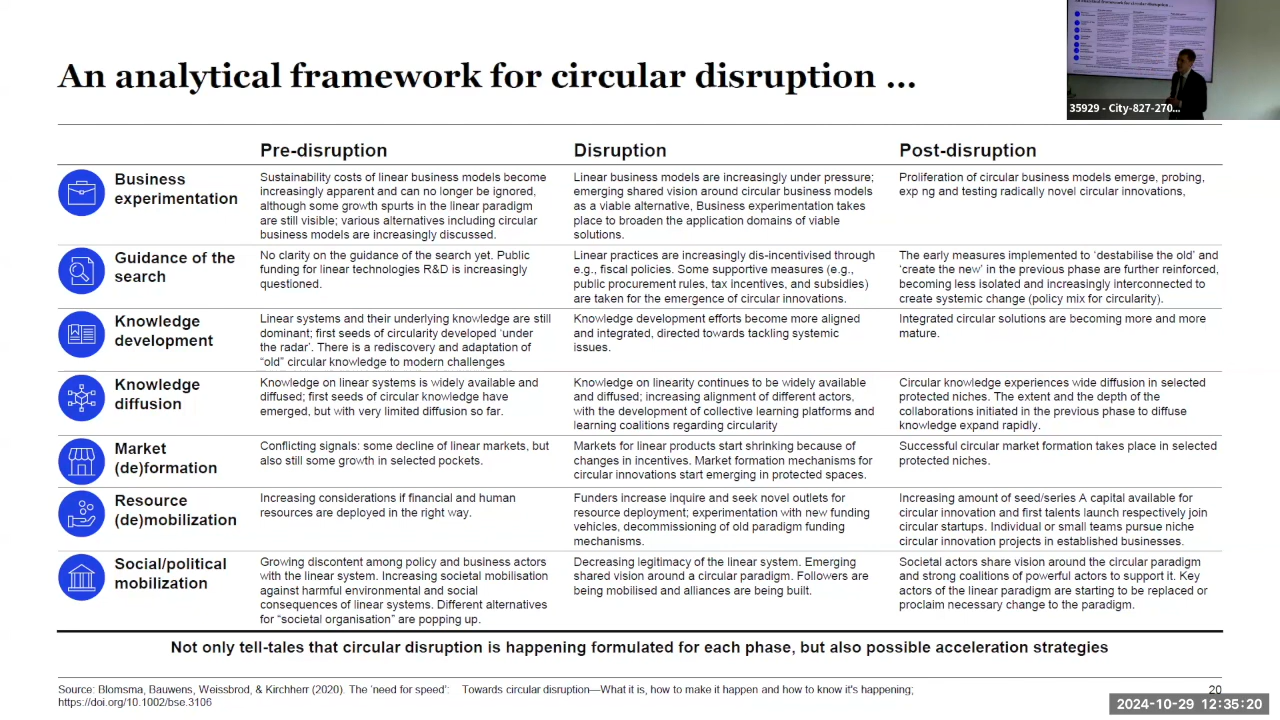 An analytical framework for circular disruption ...
35929 - City-827-270...
Pre-disruption
Disruption
Post-disruption
Business
experimentation
Sustainability costs of linear business models become
increasingly apparent and can no longer be ignored,
although some growth spurts in the linear paradigm
are still visible; various alternatives including circular
business models are increasingly discussed.
Linear business models are increasingly under pressure;
emerging shared vision around circular business models
as a viable alternative, Business experimentation takes
place to broaden the application domains of viable
solutions.
Proliferation of circular business models emerge, probing,
exp ng and testing radically novel circular innovations,
Guidance of the
search
No clarity on the guidance of the search yet. Public
funding for linear technologies R&D is increasingly
questioned.
Linear practices are increasingly dis-incentivised through
e.g., fiscal policies. Some supportive measures (e.g.,
public procurement rules, tax incentives, and subsidies)
are taken for the emergence of circular innovations.
The early measures implemented to ‘destabilise the old’ and
‘create the new’ in the previous phase are further reinforced,
becoming less isolated and increasingly interconnected to
create systemic change (policy mix for circularity).
Knowledge
development
Linear systems and their underlying knowledge are still
dominant; first seeds of circularity developed ‘under
the radar’. There is a rediscovery and adaptation of
“old” circular knowledge to modern challenges
Knowledge development efforts become more aligned
and integrated, directed towards tackling systemic
issues.
Integrated circular solutions are becoming more and more
mature.
Knowledge
diffusion
Knowledge on linear systems is widely available and
diffused; first seeds of circular knowledge have
emerged, but with very limited diffusion so far.
Knowledge on linearity continues to be widely available
and diffused; increasing alignment of different actors,
with the development of collective learning platforms and
learning coalitions regarding circularity
Circular knowledge experiences wide diffusion in selected
protected niches. The extent and the depth of the
collaborations initiated in the previous phase to diffuse
knowledge expand rapidly.
Market
(de)formation
Conflicting signals: some decline of linear markets, but
also still some growth in selected pockets.
Markets for linear products start shrinking because of
changes in incentives. Market formation mechanisms for
circular innovations start emerging in protected spaces.
Successful circular market formation takes place in selected
protected niches.
Resource
(de)mobilization
Increasing considerations if financial and human
resources are deployed in the right way.
Funders increase inquire and seek novel outlets for
resource deployment; experimentation with new funding
vehicles, decommissioning of old paradigm funding
mechanisms.
Increasing amount of seed/series A capital available for
circular innovation and first talents launch respectively join
circular startups. Individual or small teams pursue niche
circular innovation projects in established businesses.
Social/political
mobilization
Growing discontent among policy and business actors
with the linear system. Increasing societal mobilisation
against harmful environmental and social
consequences of linear systems. Different alternatives
for “societal organisation” are popping up.
Decreasing legitimacy of the linear system. Emerging
shared vision around a circular paradigm. Followers are
being mobilised and alliances are being built.
Societal actors share vision around the circular paradigm
and strong coalitions of powerful actors to support it. Key
actors of the linear paradigm are starting to be replaced or
proclaim necessary change to the paradigm.
Not only tell-tales that circular disruption is happening formulated for each phase, but also possible acceleration strategies
Source: Blomsma, Bauwens, Weissbrod, & Kirchherr (2020). The ‘need for speed’: Towards circular disruption—What it is, how to make it happen and how to know it's happening;
https://doi.org/10.1002/bse.3106
20
2024-10-29 12:35:20